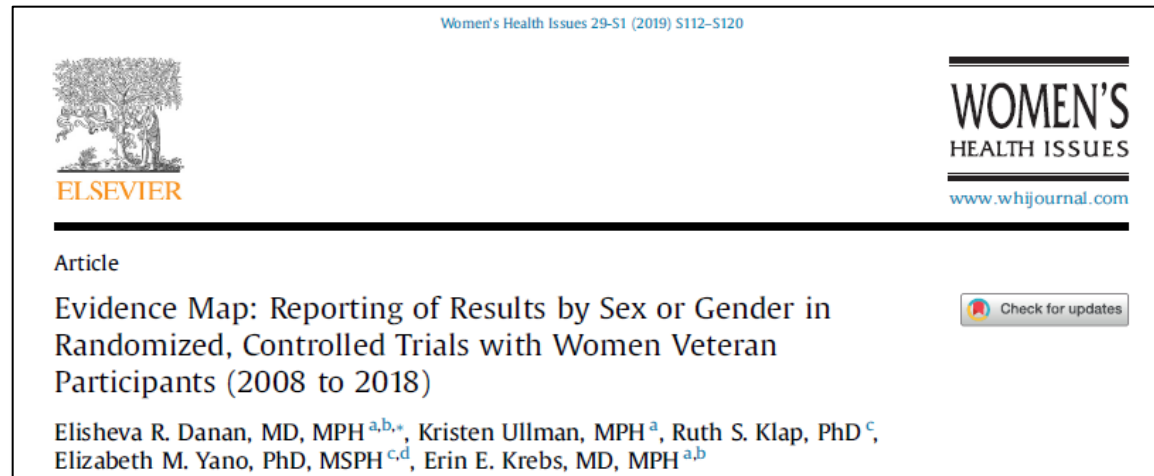 Women's Health Issues 29-S1 (2019) S112–S120
ELSEVIER
WOMEN'S
HEALTH ISSUES
www.whijournal.com
Article
Evidence Map: Reporting of Results by Sex or Gender in
Randomized, Controlled Trials with Women Veteran
Participants (2008 to 2018)
Check for updates
Elisheva R. Danan, MD, MPH a,b,*, Kristen Ullman, MPH a, Ruth S. Klap, PhD c,
Elizabeth M. Yano, PhD, MSPH c,d, Erin E. Krebs, MD, MPH a,b